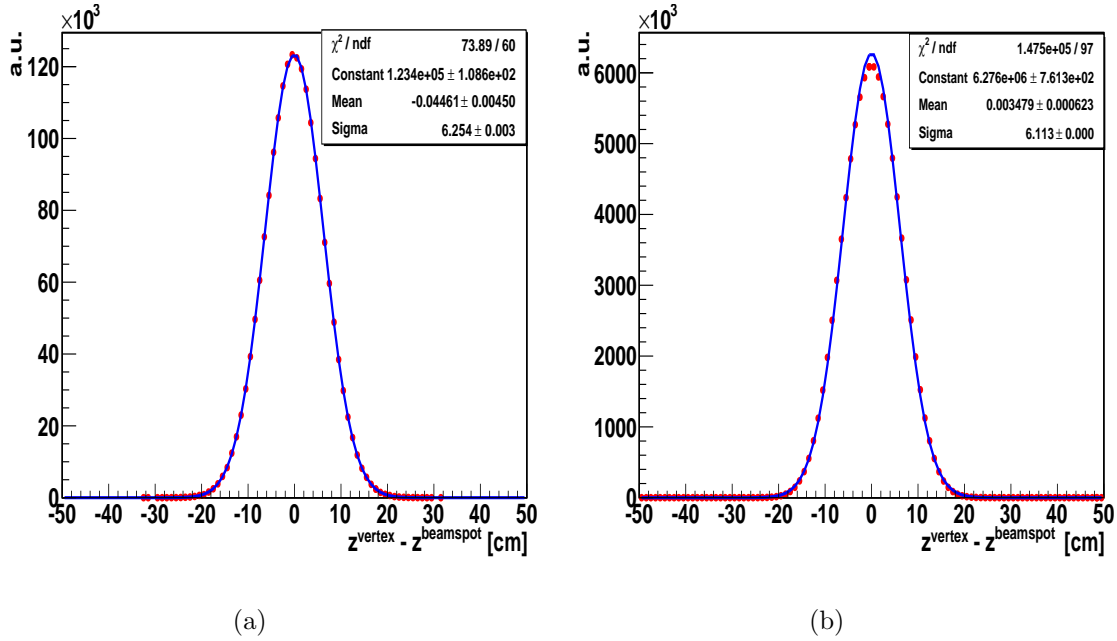 ×10³
a.u.
χ² / ndf 73.89 / 60
Constant 1.234e+05 ± 1.086e+02
Mean -0.04461 ± 0.00450
Sigma 6.254 ± 0.003
120
100
80
60
40
20
0
-50 -40 -30 -20 -10 0 10 20 30 40 50
z^vertex - z^beamspot [cm]
(a)
×10³
a.u.
χ² / ndf 1.475e+05 / 97
Constant 6.276e+06 ± 7.613e+02
Mean 0.003479 ± 0.000623
Sigma 6.113 ± 0.000
6000
5000
4000
3000
2000
1000
0
-50 -40 -30 -20 -10 0 10 20 30 40 50
z^vertex - z^beamspot [cm]
(b)